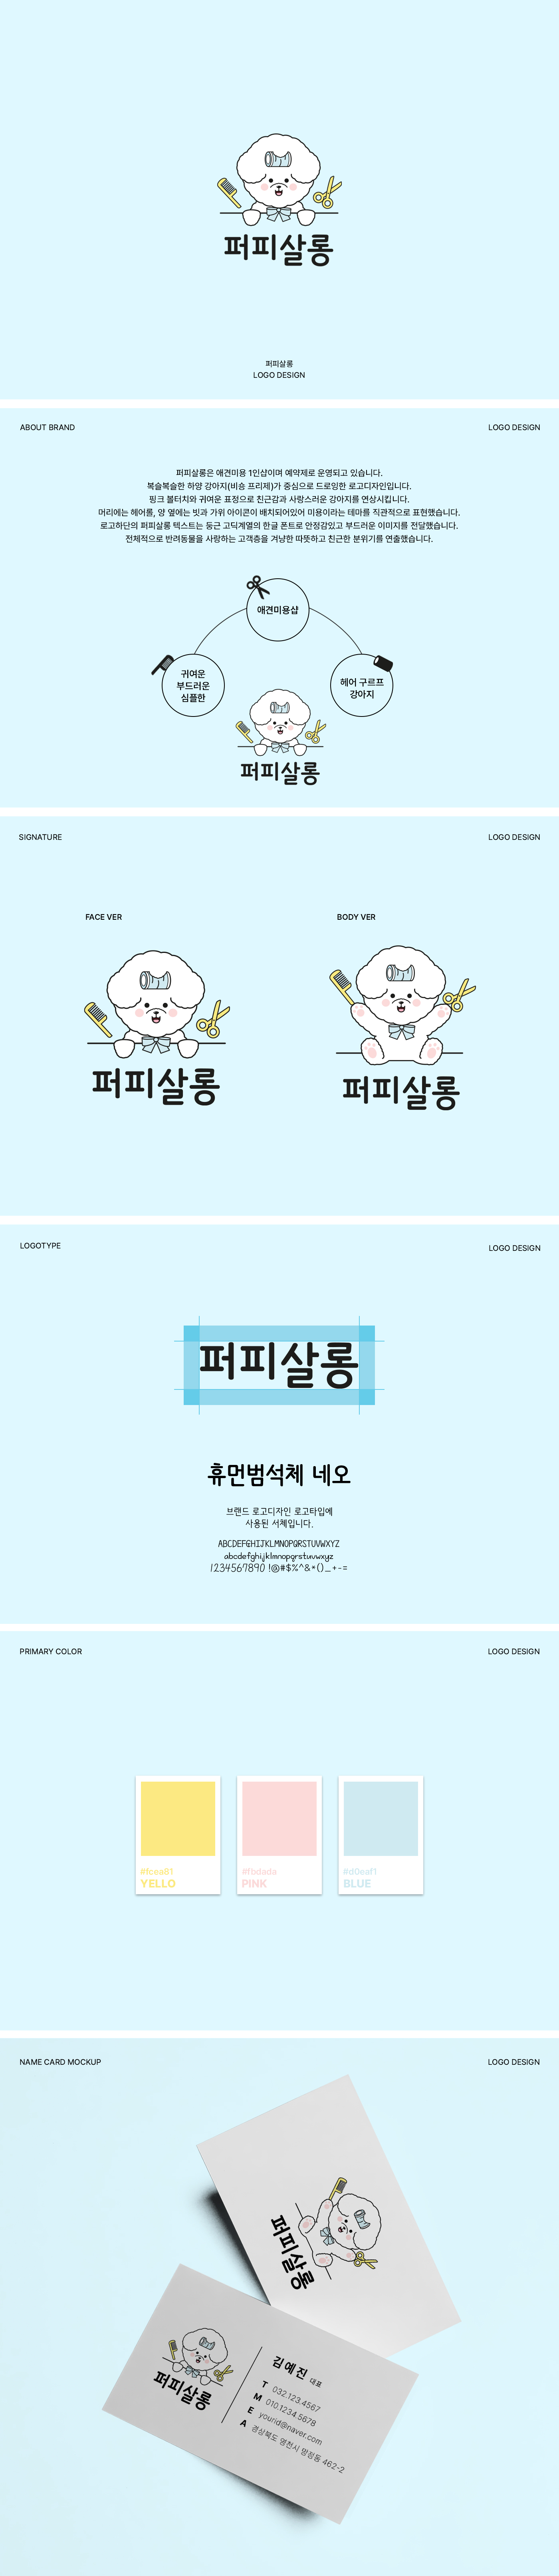 퍼피살롱
퍼피살롱
LOGO DESIGN
ABOUT BRAND
LOGO DESIGN
퍼피살롱은 애견미용 1인샵이며 예약제로 운영되고 있습니다.
복슬복슬한 하양 강아지(비숑 프리제)가 중심으로 드로잉한 로고디자인입니다.
핑크 볼터치와 귀여운 표정으로 친근감과 사랑스러운 강아지를 연상시킵니다.
머리에는 헤어롤, 양 옆에는 빗과 가위 아이콘이 배치되어있어 미용이라는 테마를 직관적으로 표현했습니다.
로고하단의 퍼피살롱 텍스트는 둥근 고딕계열의 한글 폰트로 안정감있고 부드러운 이미지를 전달했습니다.
전체적으로 반려동물을 사랑하는 고객층을 겨냥한 따뜻하고 친근한 분위기를 연출했습니다.
애견미용샵
귀여운
부드러운
심플한
헤어 구르프
강아지
퍼피살롱
SIGNATURE
LOGO DESIGN
FACE VER
BODY VER
퍼피살롱
퍼피살롱
LOGOTYPE
LOGO DESIGN
퍼피살롱
휴먼범석체 네오
브랜드 로고디자인 로고타입에
사용된 서체입니다.
ABCDEFGHIJKLMNOPQRSTUVWXYZ
abcdefghijklmnopqrstuvwxyz
1234567890 !@#$%^&*()_+-=
PRIMARY COLOR
LOGO DESIGN
#fcea81
YELLO
#fbdada
PINK
#d0eaf1
BLUE
NAME CARD MOCKUP
LOGO DESIGN
퍼피살롱
퍼피살롱
김예진 대표
T 032.123.4567
M 010.1234.5678
E yourid@naver.com
A 경상북도 영천시 망정동 462-2